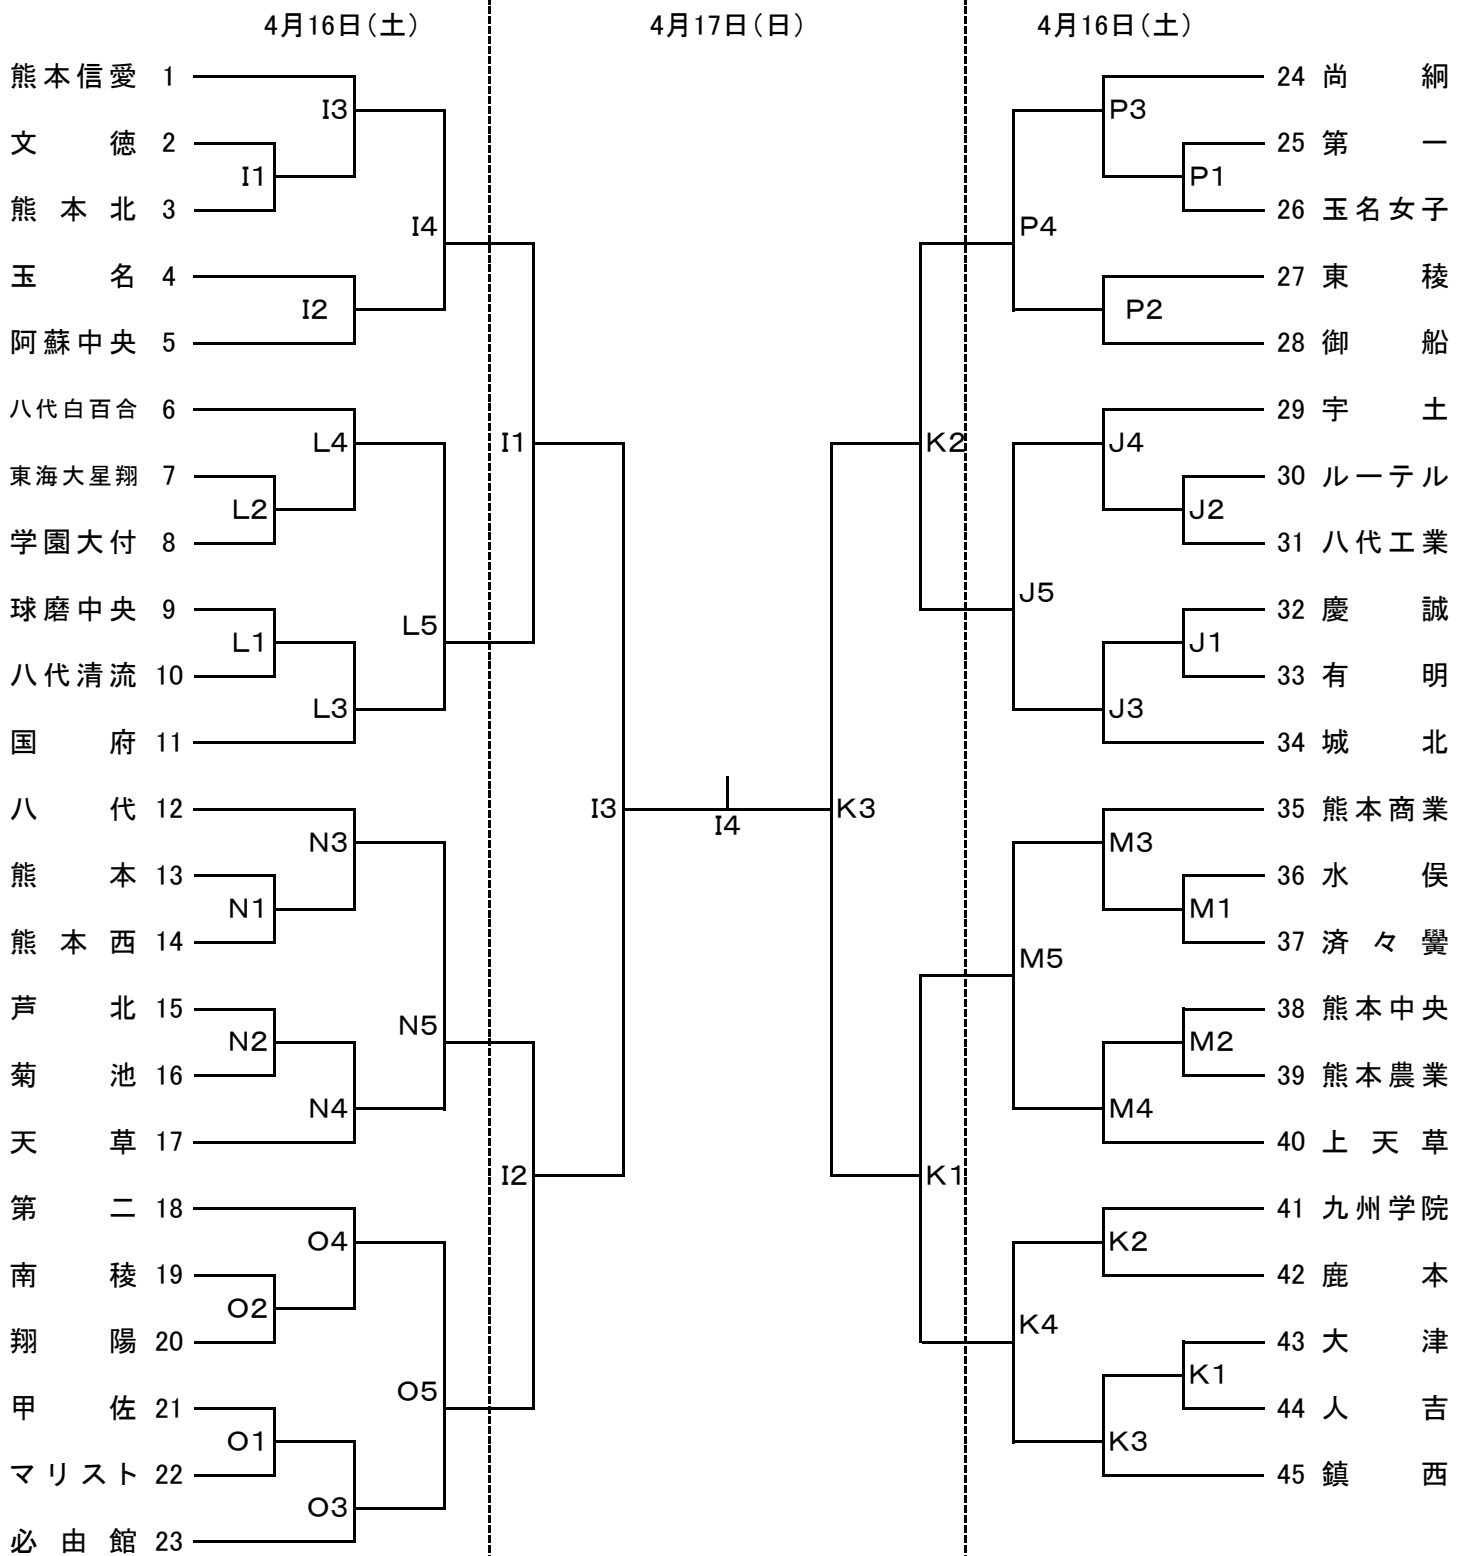 4月16日(土) 4月17日(日) 4月16日(土)
熊本信愛 1
I3
文徳 2
I1
熊本北 3
I4
玉名 4
I2
阿蘇中央 5
八代白百合 6
L4
I1
東海大星翔 7
L2
学園大付 8
球磨中央 9
L5
L1
八代清流 10
L3
国府 11
八代 12
I3
N3
熊本 13
N1
熊本西 14
芦北 15
N5
N2
菊池 16
N4
天草 17
I2
第二 18
O4
南稜 19
O2
翔陽 20
O5
甲佐 21
O1
マリスト 22
O3
必由館 23
I4
24 尚絅
P3
25 第一
P1
26 玉名女子
P4
27 東稜
P2
28 御船
29 宇土
K2
J4
30 ルーテル
J2
31 八代工業
J5
32 慶誠
J1
33 有明
J3
34 城北
K3
35 熊本商業
M3
36 水俣
M1
37 済々黌
M5
38 熊本中央
M2
39 熊本農業
M4
40 上天草
K1
41 九州学院
K2
42 鹿本
K4
43 大津
K1
44 人吉
K3
45 鎮西